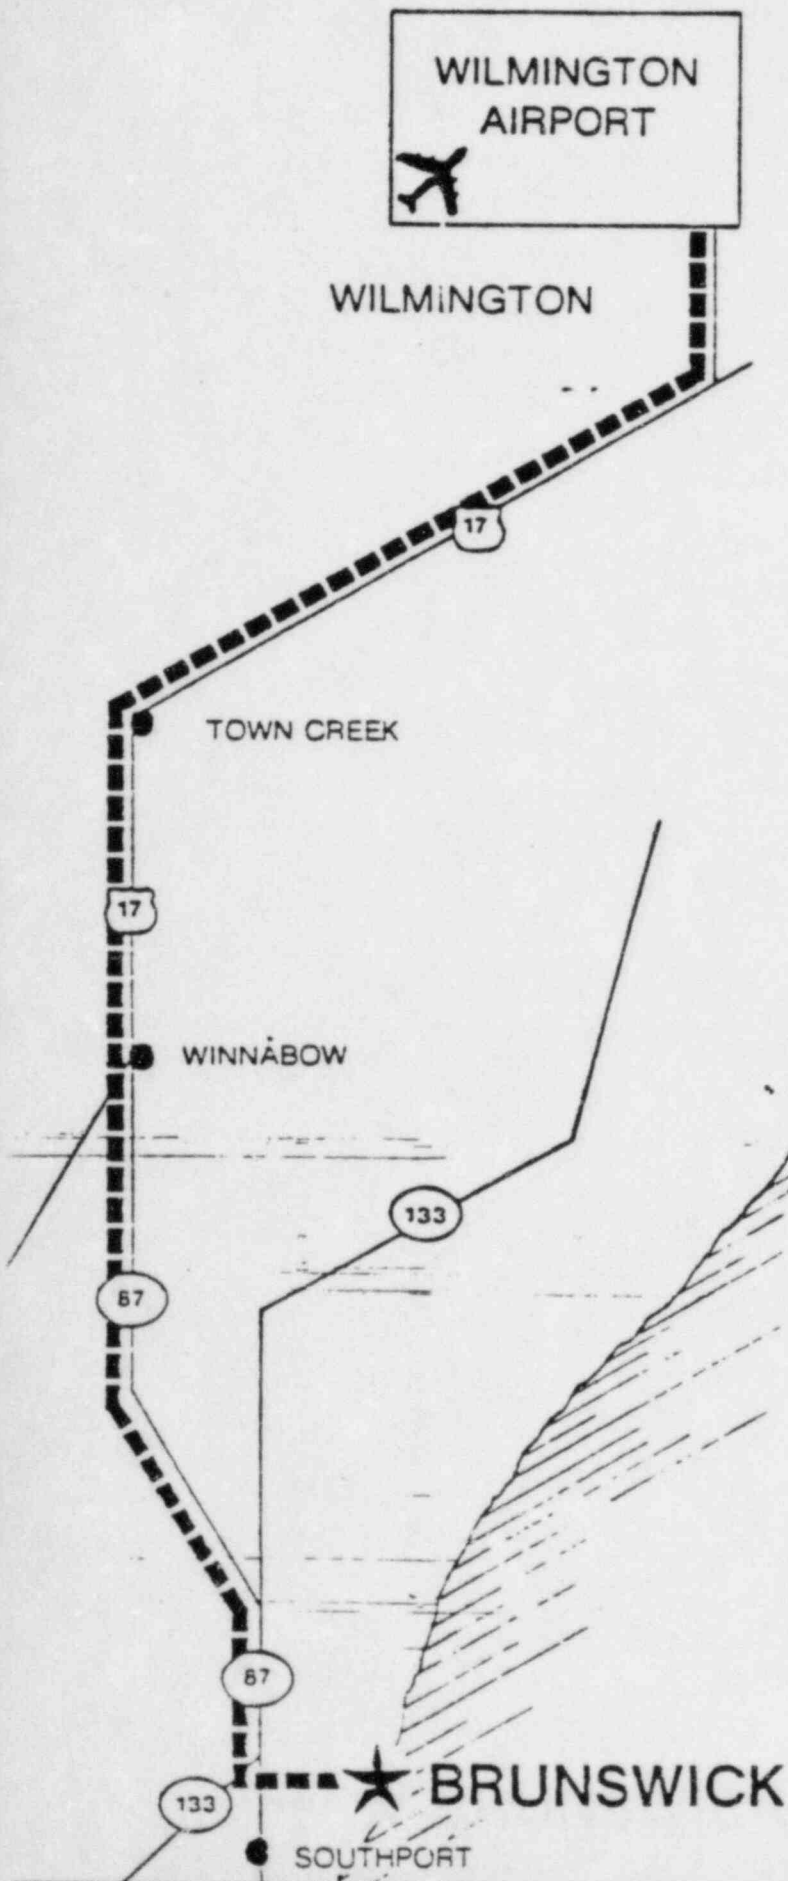 WILMINGTON
AIRPORT
WILMINGTON
17
TOWN CREEK
17
WINNABOW
133
87
87
BRUNSWICK
133
SOUTHPORT